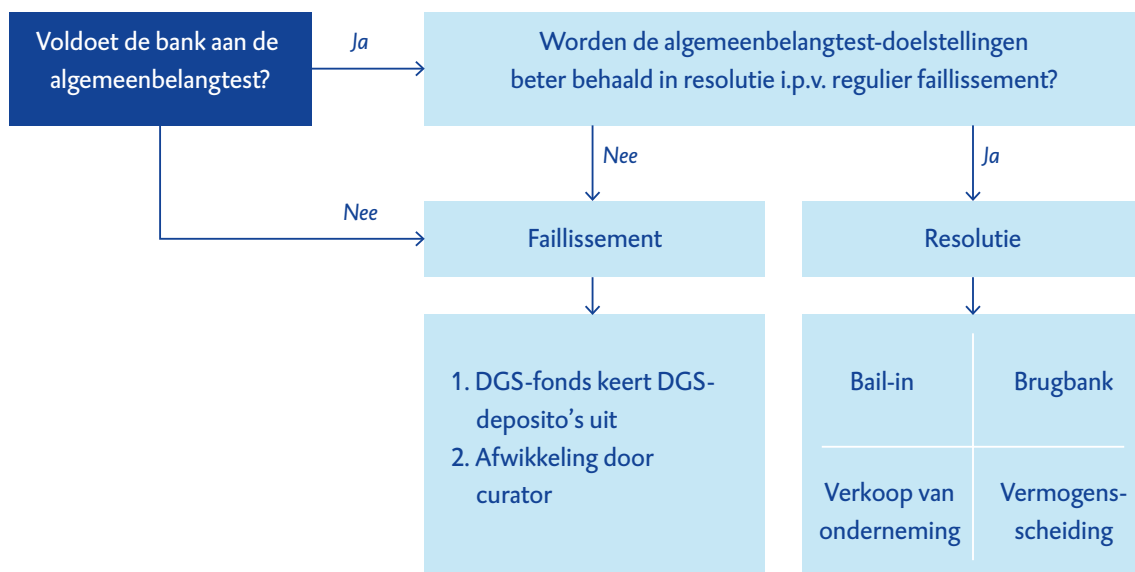 Voldoet de bank aan de
algemeenbelangtest?
Ja
Worden de algemeenbelangtest-doelstellingen
beter behaald in resolutie i.p.v. regulier faillissement?
Nee
Ja
Nee
Faillissement
Resolutie
1. DGS-fonds keert DGS-
deposito's uit
2. Afwikkeling door
curator
Bail-in
Brugbank
Verkoop van
onderneming
Vermogens-
scheiding